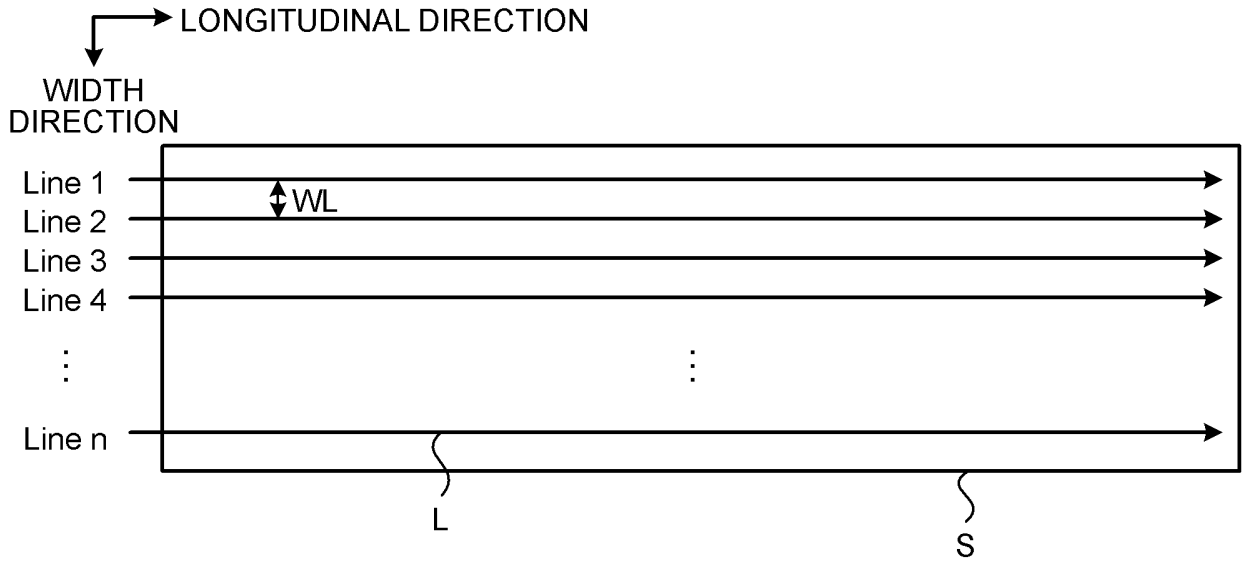 LONGITUDINAL DIRECTION
WIDTH
DIRECTION
Line 1
WL
Line 2
Line 3
Line 4
⋮ ⋮
Line n
L
S